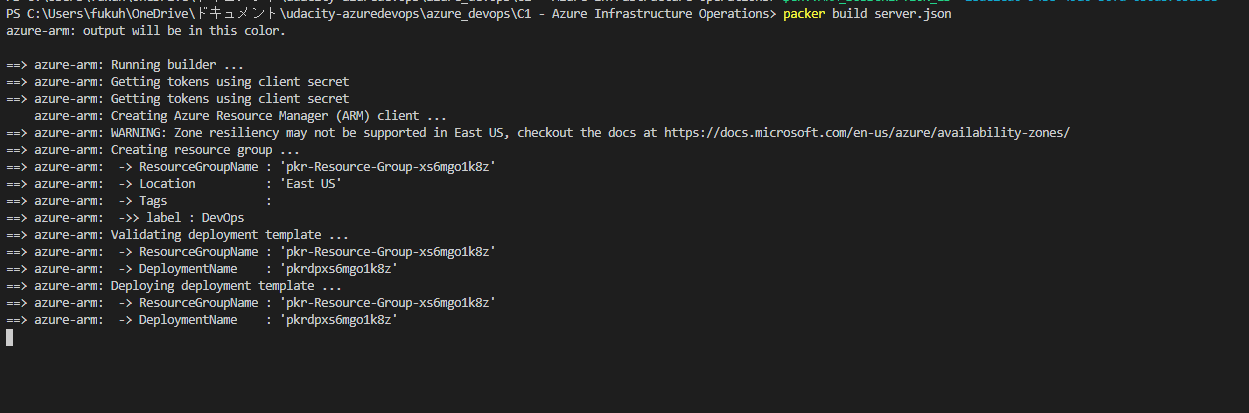 PS C:\Users\fukuh\OneDrive\ドキュメント\udacity-azuredevops\azure_devops\C1 - Azure Infrastructure Operations> packer build server.json
azure-arm: output will be in this color.
==> azure-arm: Running builder ...
==> azure-arm: Getting tokens using client secret
==> azure-arm: Getting tokens using client secret
    azure-arm: Creating Azure Resource Manager (ARM) client ...
==> azure-arm: WARNING: Zone resiliency may not be supported in East US, checkout the docs at https://docs.microsoft.com/en-us/azure/availability-zones/
==> azure-arm: Creating resource group ...
==> azure-arm:  -> ResourceGroupName : 'pkr-Resource-Group-xs6mgo1k8z'
==> azure-arm:  -> Location          : 'East US'
==> azure-arm:  -> Tags              :
==> azure-arm:  ->> label : DevOps
==> azure-arm: Validating deployment template ...
==> azure-arm:  -> ResourceGroupName : 'pkr-Resource-Group-xs6mgo1k8z'
==> azure-arm:  -> DeploymentName    : 'pkrdpxs6mgo1k8z'
==> azure-arm: Deploying deployment template ...
==> azure-arm:  -> ResourceGroupName : 'pkr-Resource-Group-xs6mgo1k8z'
==> azure-arm:  -> DeploymentName    : 'pkrdpxs6mgo1k8z'